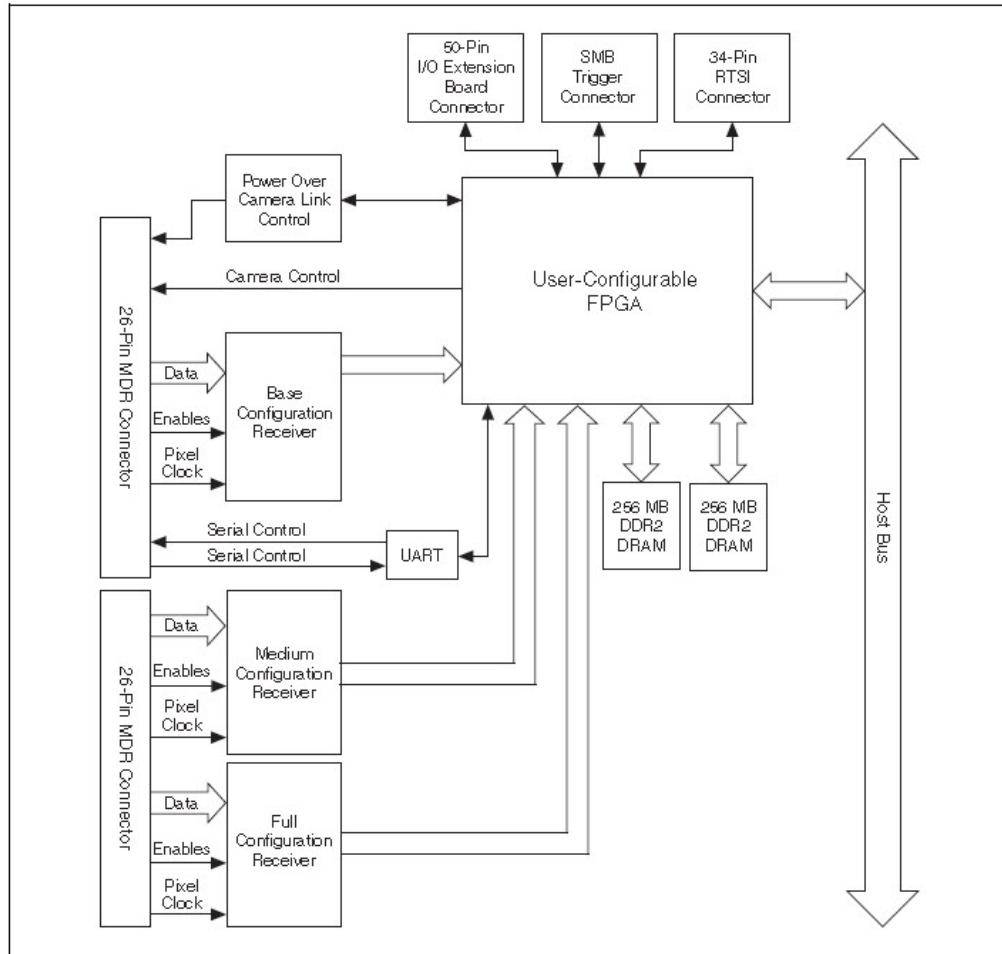 50-Pin
I/O Extension
Board
Connector
SMB
Trigger
Connector
34-Pin
RTSI
Connector
Power Over
Camera Link
Control
Camera Control
User-Configurable
FPGA
26-Pin MDR Connector
Data
Enables
Pixel
Clock
Base
Configuration
Receiver
Serial Control
Serial Control
UART
256 MB
DDR2
DRAM
256 MB
DDR2
DRAM
Host Bus
26-Pin MDR Connector
Data
Enables
Pixel
Clock
Medium
Configuration
Receiver
Data
Enables
Pixel
Clock
Full
Configuration
Receiver